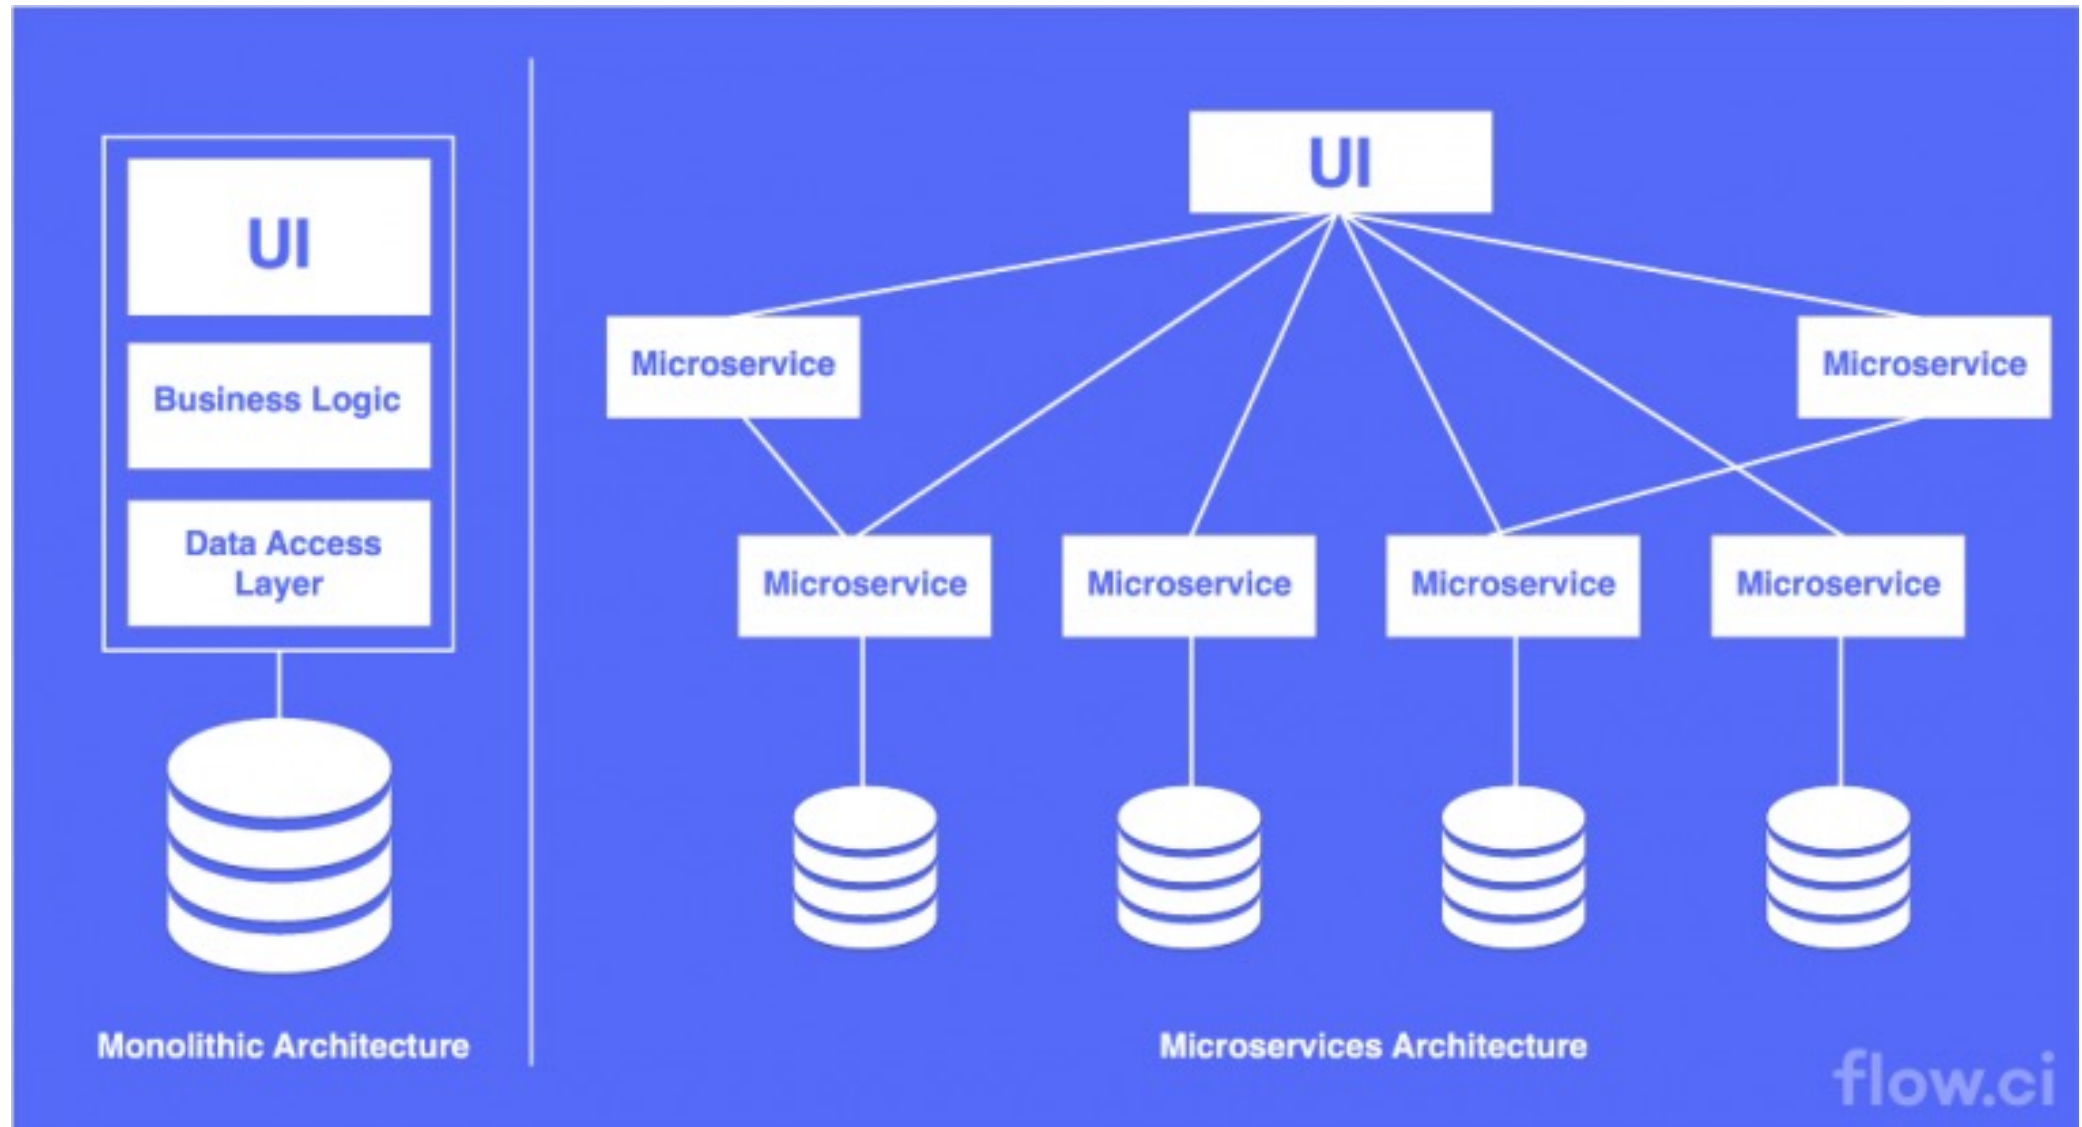 UI
Business Logic
Data Access
Layer
Monolithic Architecture
UI
Microservice
Microservice
Microservice
Microservice
Microservice
Microservice
Microservices Architecture
flow.ci